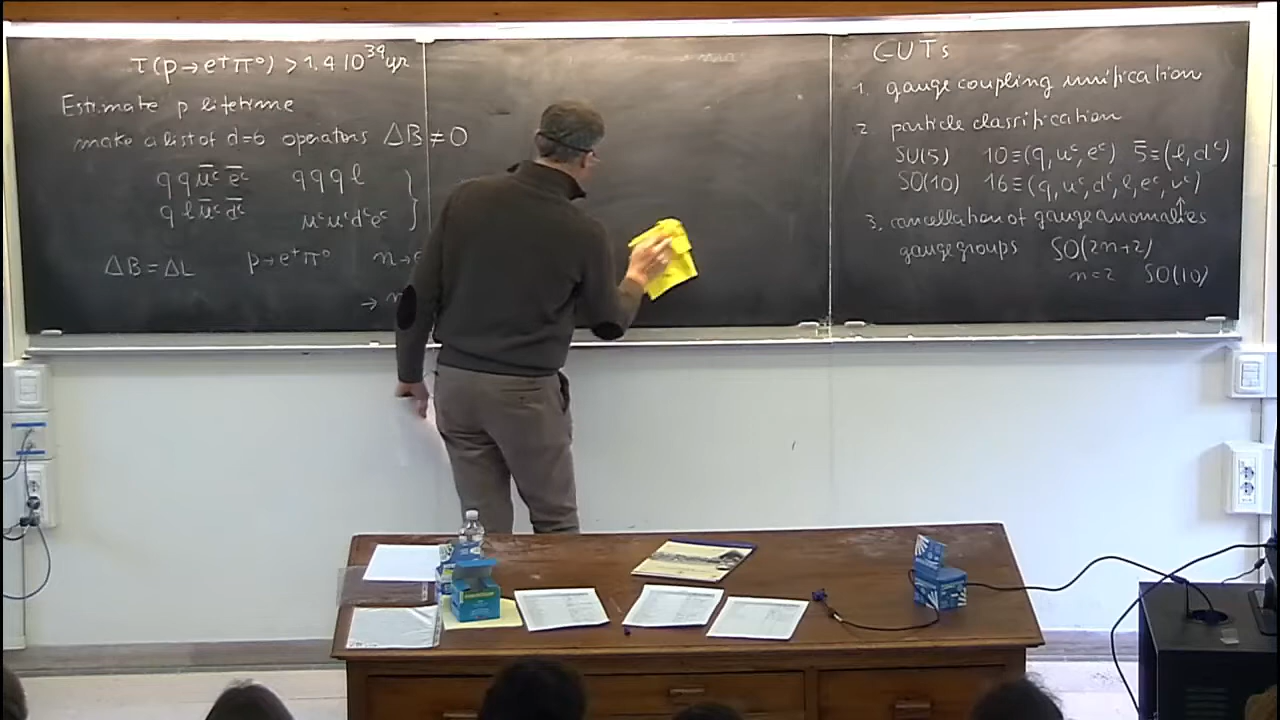 τ(p→e⁺π⁰) > 1.4 10³⁴ yr
Estimate p lifetime
make a list of d=6 operators ΔB≠0
q q ū^c ē^c   q q q l
q l ū^c d̄^c   u^c u^c d^c e^c
ΔB = ΔL   p→e⁺π⁰   n→e
→ n
GUTs
1. gauge coupling unification
2. particle classification
SU(5)   10≡(q, u^c, e^c)   5̄≡(l, d^c)
SO(10)   16≡(q, u^c, d^c, l, e^c, ν^c)
↑
3. cancellation of gauge anomalies
gauge groups   SO(2n+2)
n=2   SO(10)